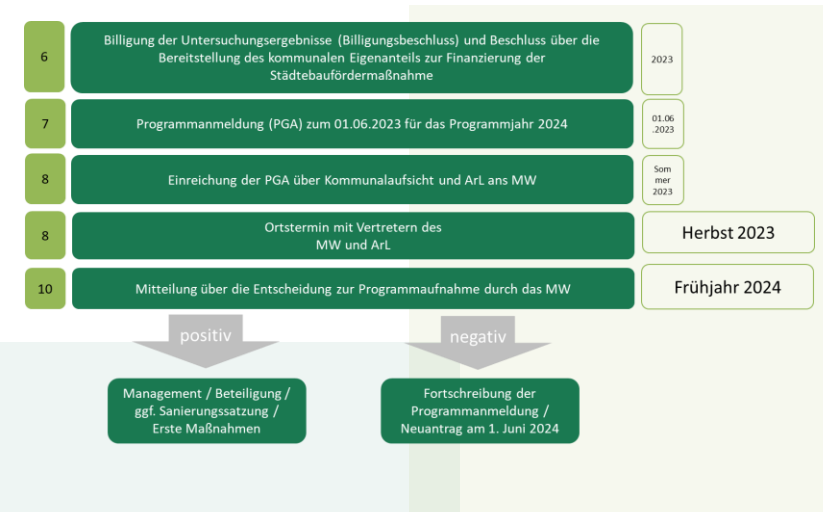 6
Billigung der Untersuchungsergebnisse (Billigungsbeschluss) und Beschluss über die
Bereitstellung des kommunalen Eigenanteils zur Finanzierung der
Städtebaufördermaßnahme
2023
7
Programmanmeldung (PGA) zum 01.06.2023 für das Programmjahr 2024
01.06
.2023
8
Einreichung der PGA über Kommunalaufsicht und ArL ans MW
Som
mer
2023
8
Ortstermin mit Vertretern des
MW und ArL
Herbst 2023
10
Mitteilung über die Entscheidung zur Programmaufnahme durch das MW
Frühjahr 2024
positiv
negativ
Management / Beteiligung /
ggf. Sanierungssatzung /
Erste Maßnahmen
Fortschreibung der
Programmanmeldung /
Neuantrag am 1. Juni 2024